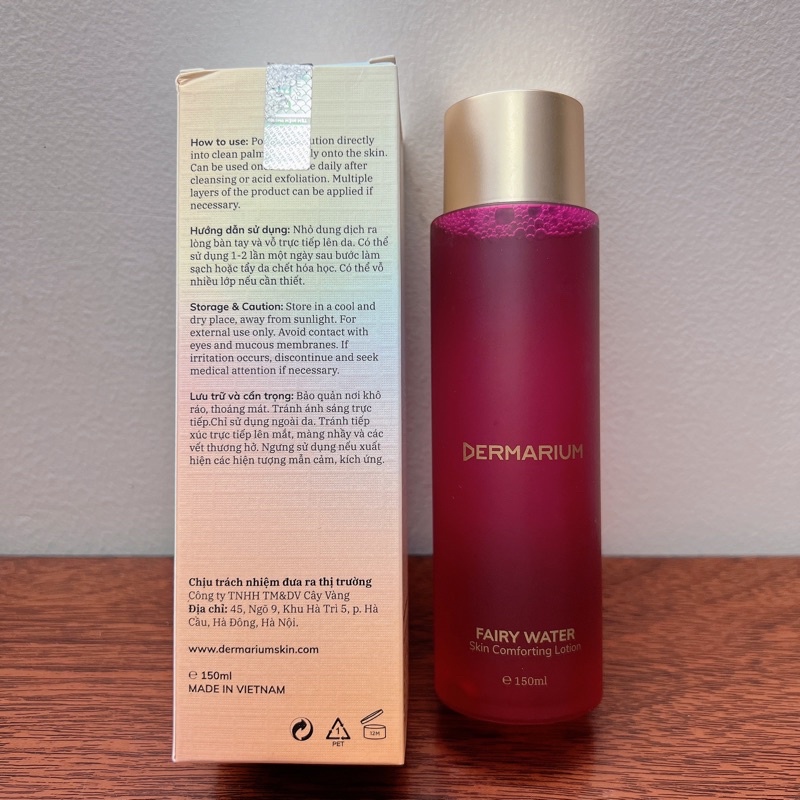 How to use: Po ution directly
into clean palm ly onto the skin.
Can be used on e daily after
cleansing or acid exfoliation. Multiple
layers of the product can be applied if
necessary.
Hướng dẫn sử dụng: Nhỏ dung dịch ra
lòng bàn tay và vỗ trực tiếp lên da. Có thể
sử dụng 1-2 lần một ngày sau bước làm
sạch hoặc tẩy da chết hóa học. Có thể vỗ
nhiều lớp nếu cần thiết.
Storage & Caution: Store in a cool and
dry place, away from sunlight. For
external use only. Avoid contact with
eyes and mucous membranes. If
irritation occurs, discontinue and seek
medical attention if necessary.
Lưu trữ và cẩn trọng: Bảo quản nơi khô
ráo, thoáng mát. Tránh ánh sáng trực
tiếp.Chỉ sử dụng ngoài da. Tránh tiếp
xúc trực tiếp lên mắt, màng nhầy và các
vết thương hở. Ngưng sử dụng nếu xuất
hiện các hiện tượng mẫn cảm, kích ứng.
Chịu trách nhiệm đưa ra thị trường
Công ty TNHH TM&DV Cây Vàng
Địa chỉ: 45, Ngõ 9, Khu Hà Trì 5, p. Hà
Cầu, Hà Đông, Hà Nội.
www.dermariumskin.com
℮ 150ml
MADE IN VIETNAM
1
PET
12M
DERMARIUM
FAIRY WATER
Skin Comforting Lotion
℮ 150ml